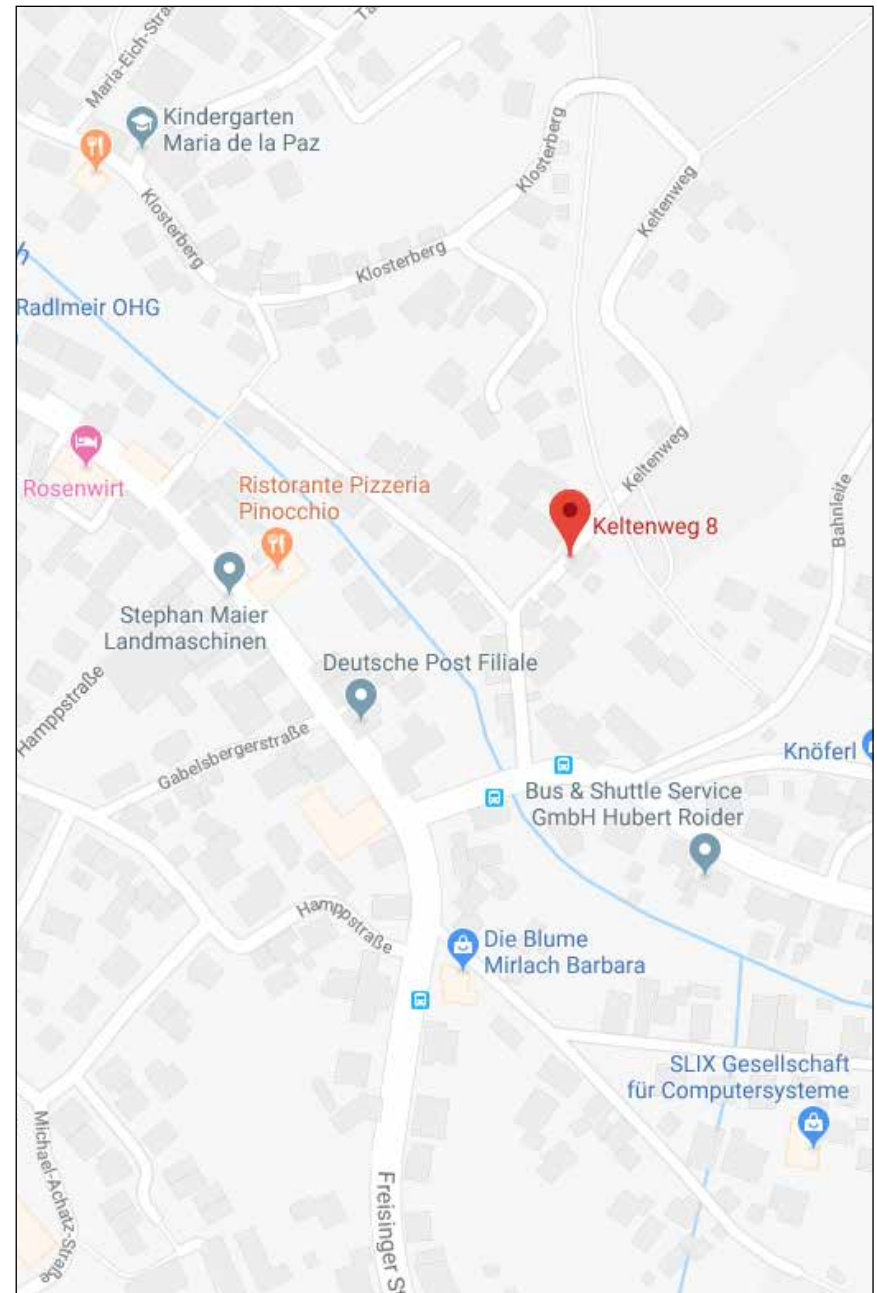 Maria-Eich-Straß
Ta
Kindergarten
Maria de la Paz
Klosterberg
Klosterberg
Klosterberg
Keltenweg
h
Radlmeir OHG
Rosenwirt
Ristorante Pizzeria
Pinocchio
Keltenweg
Keltenweg 8
Bahnleite
Stephan Maier
Landmaschinen
Deutsche Post Filiale
Hamppstraße
Gabelsbergerstraße
Knöferl
Bus & Shuttle Service
GmbH Hubert Roider
Hamppstraße
Die Blume
Mirlach Barbara
SLIX Gesellschaft
für Computersysteme
Michael-Achatz-Straße
Freisinger S